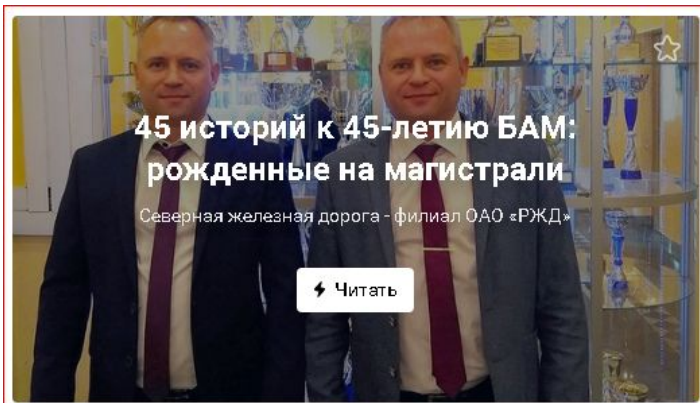 45 историй к 45-летию БАМ:
рожденные на магистрали
Северная железная дорога - филиал ОАО «РЖД»
Читать